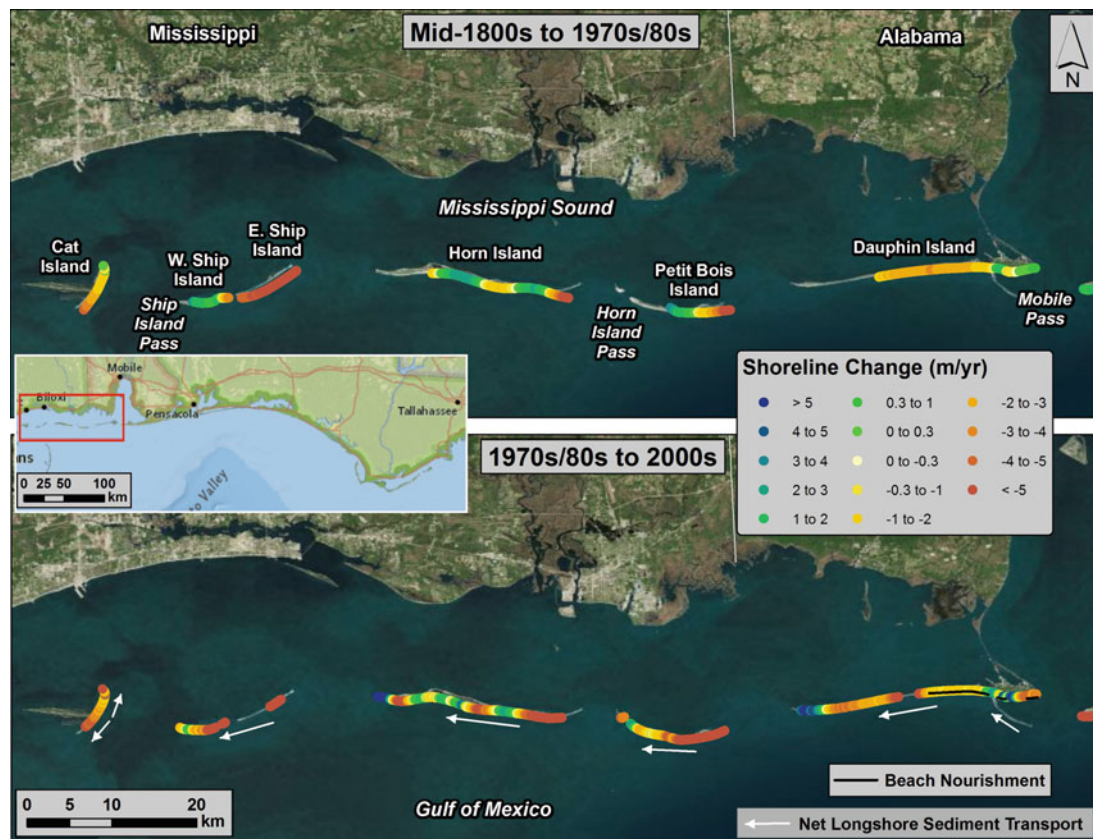 Mississippi
Mid-1800s to 1970s/80s
Alabama
N
Mississippi Sound
Cat
Island
W. Ship
Island
E. Ship
Island
Ship
Island
Pass
Horn Island
Horn
Island
Pass
Petit Bois
Island
Dauphin Island
Mobile
Pass
Mobile
Biloxi
Pensacola
Tallahassee
ans
to Valley
0 25 50 100
km
Shoreline Change (m/yr)
> 5
4 to 5
3 to 4
2 to 3
1 to 2
0.3 to 1
0 to 0.3
0 to -0.3
-0.3 to -1
-1 to -2
-2 to -3
-3 to -4
-4 to -5
< -5
1970s/80s to 2000s
0 5 10 20
km
Gulf of Mexico
Beach Nourishment
Net Longshore Sediment Transport